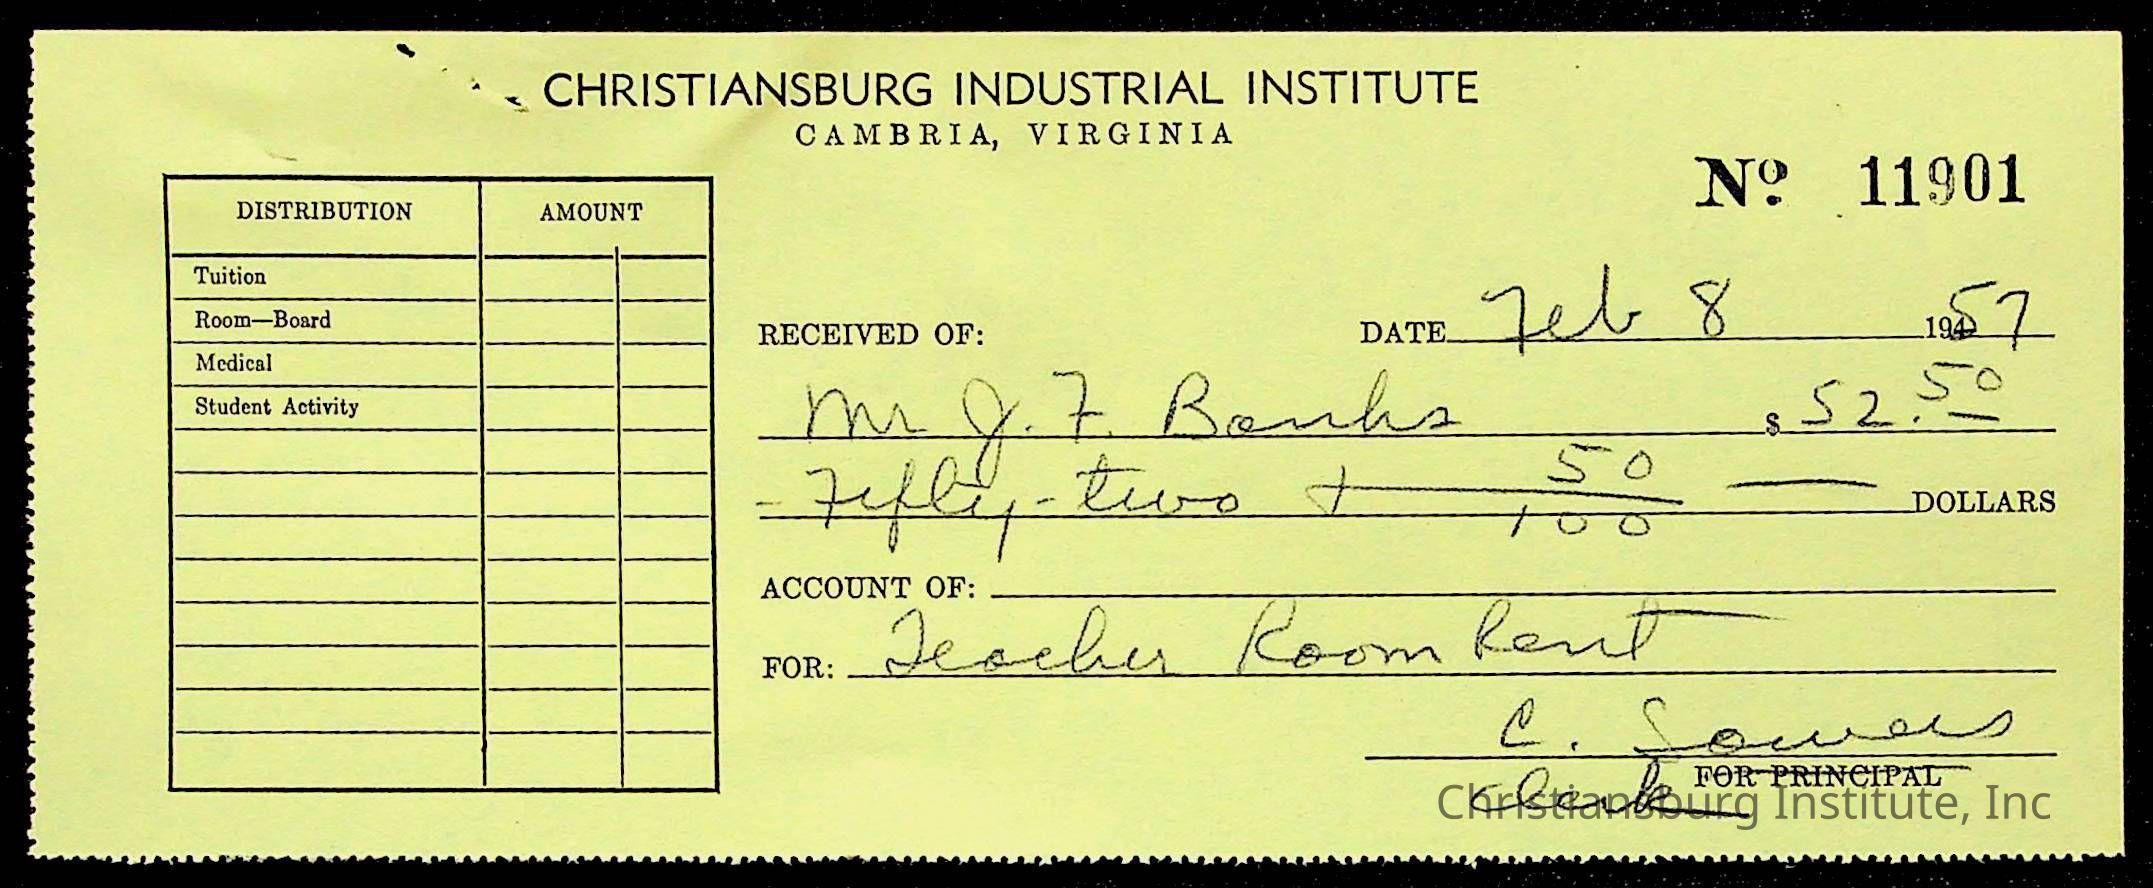 CHRISTIANSBURG INDUSTRIAL INSTITUTE
CAMBRIA, VIRGINIA
No. 11901
DISTRIBUTION AMOUNT
Tuition
Room—Board
Medical
Student Activity
RECEIVED OF: DATE Feb 8 194 57
Mr J. F. Banks $ 52.50
- Fifty-two + 50/100 — DOLLARS
ACCOUNT OF:
FOR: Teacher Room Rent
C. Sowers
FOR PRINCIPAL
Clerk
Christiansburg Institute, Inc